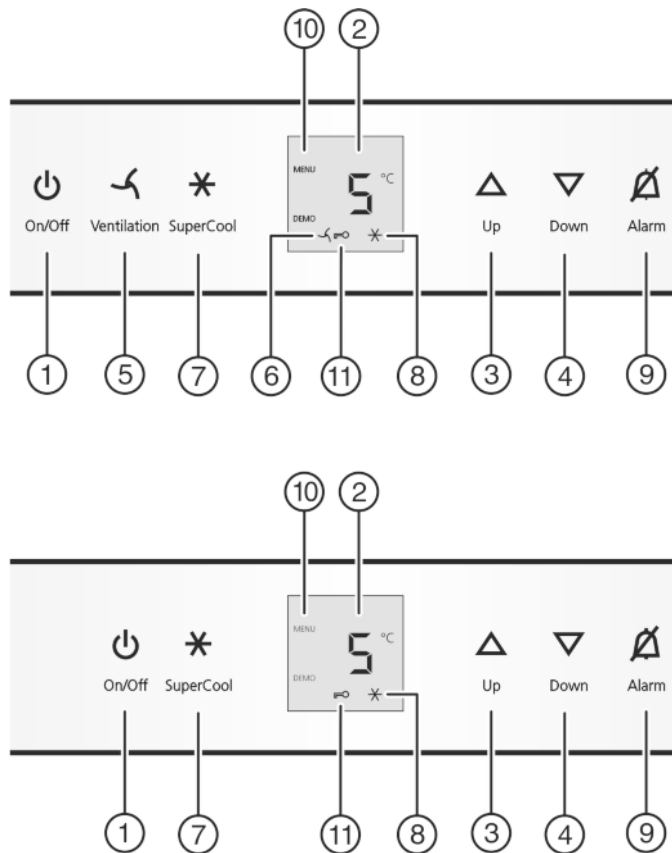 10 2
MENU
5 °C
On/Off Ventilation SuperCool
DEMO
Up Down Alarm
1 5 7 6 11 8 3 4 9
10 2
MENU
5 °C
DEMO
On/Off SuperCool
Up Down Alarm
1 7 11 8 3 4 9